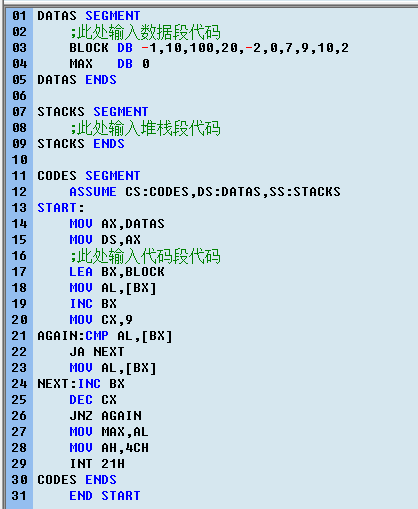 01 DATAS SEGMENT
02     ;此处输入数据段代码
03     BLOCK DB -1,10,100,20,-2,0,7,9,10,2
04     MAX   DB 0
05 DATAS ENDS
06
07 STACKS SEGMENT
08     ;此处输入堆栈段代码
09 STACKS ENDS
10
11 CODES SEGMENT
12     ASSUME CS:CODES,DS:DATAS,SS:STACKS
13 START:
14     MOV AX,DATAS
15     MOV DS,AX
16     ;此处输入代码段代码
17     LEA BX,BLOCK
18     MOV AL,[BX]
19     INC BX
20     MOV CX,9
21 AGAIN:CMP AL,[BX]
22     JA NEXT
23     MOV AL,[BX]
24 NEXT:INC BX
25     DEC CX
26     JNZ AGAIN
27     MOV MAX,AL
28     MOV AH,4CH
29     INT 21H
30 CODES ENDS
31     END START